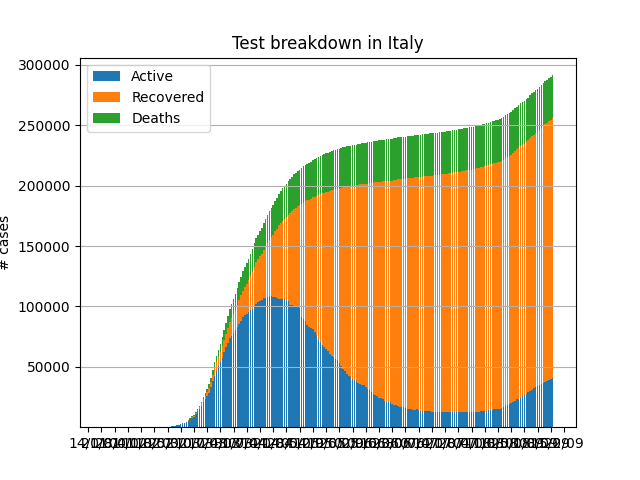 Test breakdown in Italy
Active
Recovered
Deaths
300000
250000
200000
150000
100000
50000
# cases